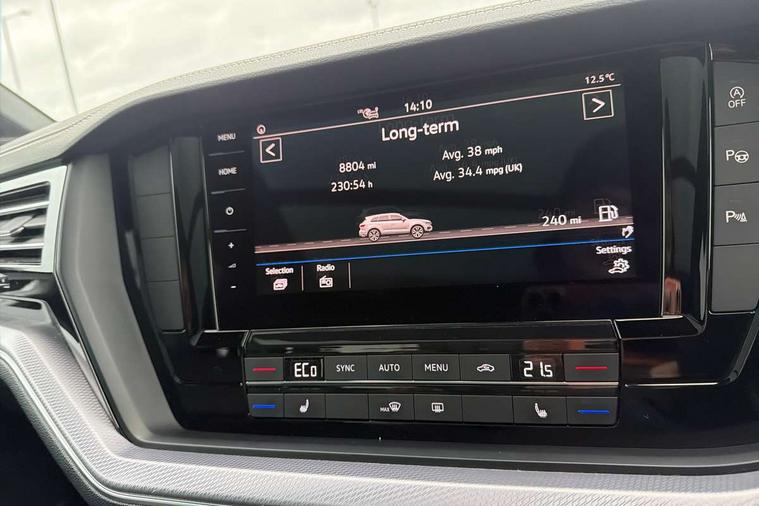 12.5°C
14:10
Long-term
MENU
HOME
8804 mi
230:54 h
Avg. 38 mph
Avg. 34.4 mpg (UK)
240 mi
Settings
Selection
Radio
A
OFF
P
P
ECo
SYNC
AUTO
MENU
21.5
MAX